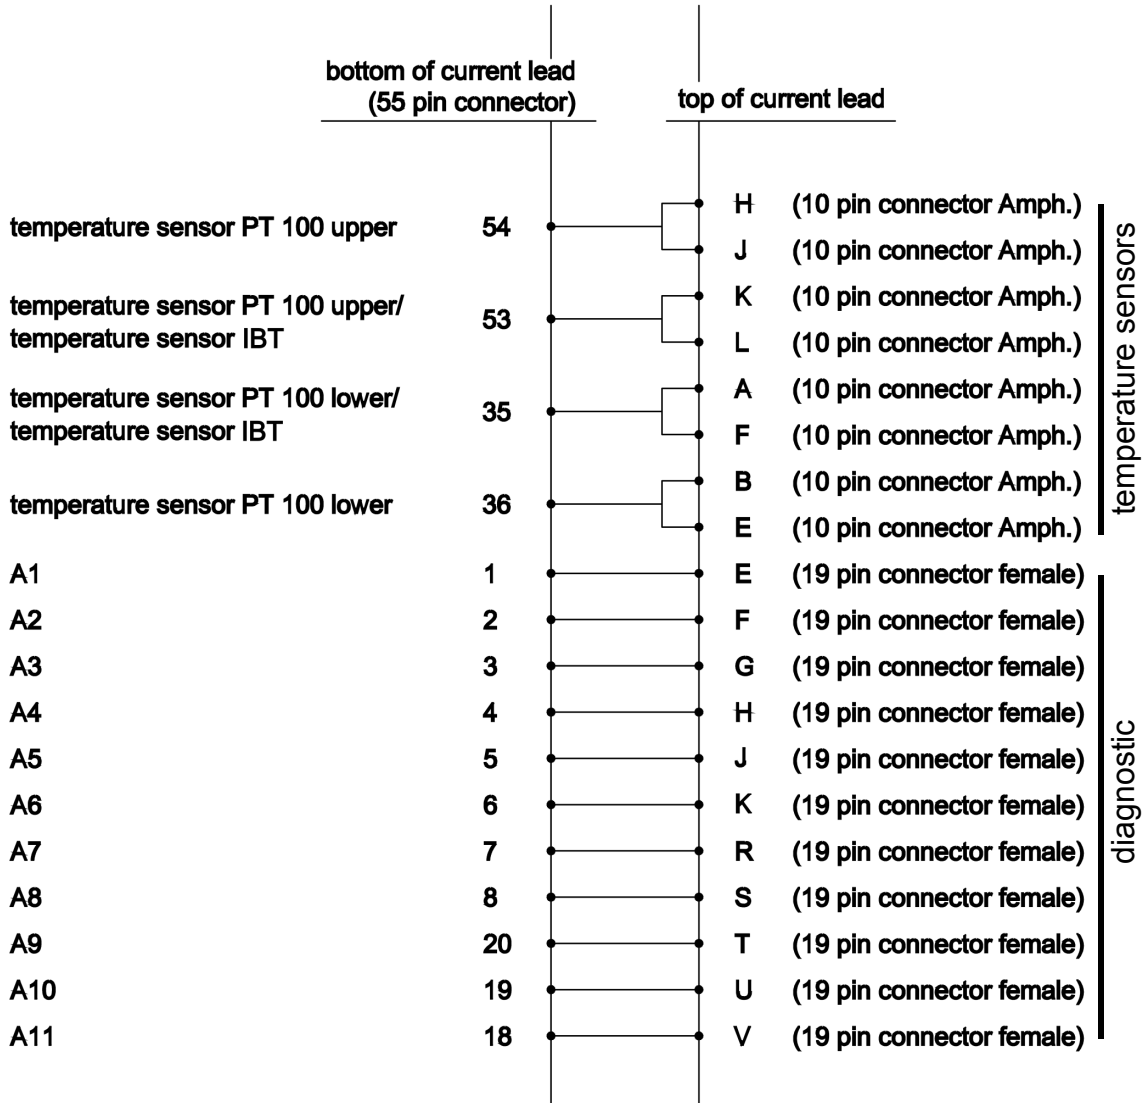 bottom of current lead
(55 pin connector)
top of current lead
temperature sensor PT 100 upper 54 H (10 pin connector Amph.)
J (10 pin connector Amph.)
temperature sensor PT 100 upper/
temperature sensor IBT 53 K (10 pin connector Amph.)
L (10 pin connector Amph.)
temperature sensor PT 100 lower/
temperature sensor IBT 35 A (10 pin connector Amph.)
F (10 pin connector Amph.)
temperature sensor PT 100 lower 36 B (10 pin connector Amph.)
E (10 pin connector Amph.)
temperature sensors
A1 1 E (19 pin connector female)
A2 2 F (19 pin connector female)
A3 3 G (19 pin connector female)
A4 4 H (19 pin connector female)
A5 5 J (19 pin connector female)
A6 6 K (19 pin connector female)
A7 7 R (19 pin connector female)
A8 8 S (19 pin connector female)
A9 20 T (19 pin connector female)
A10 19 U (19 pin connector female)
A11 18 V (19 pin connector female)
diagnostic